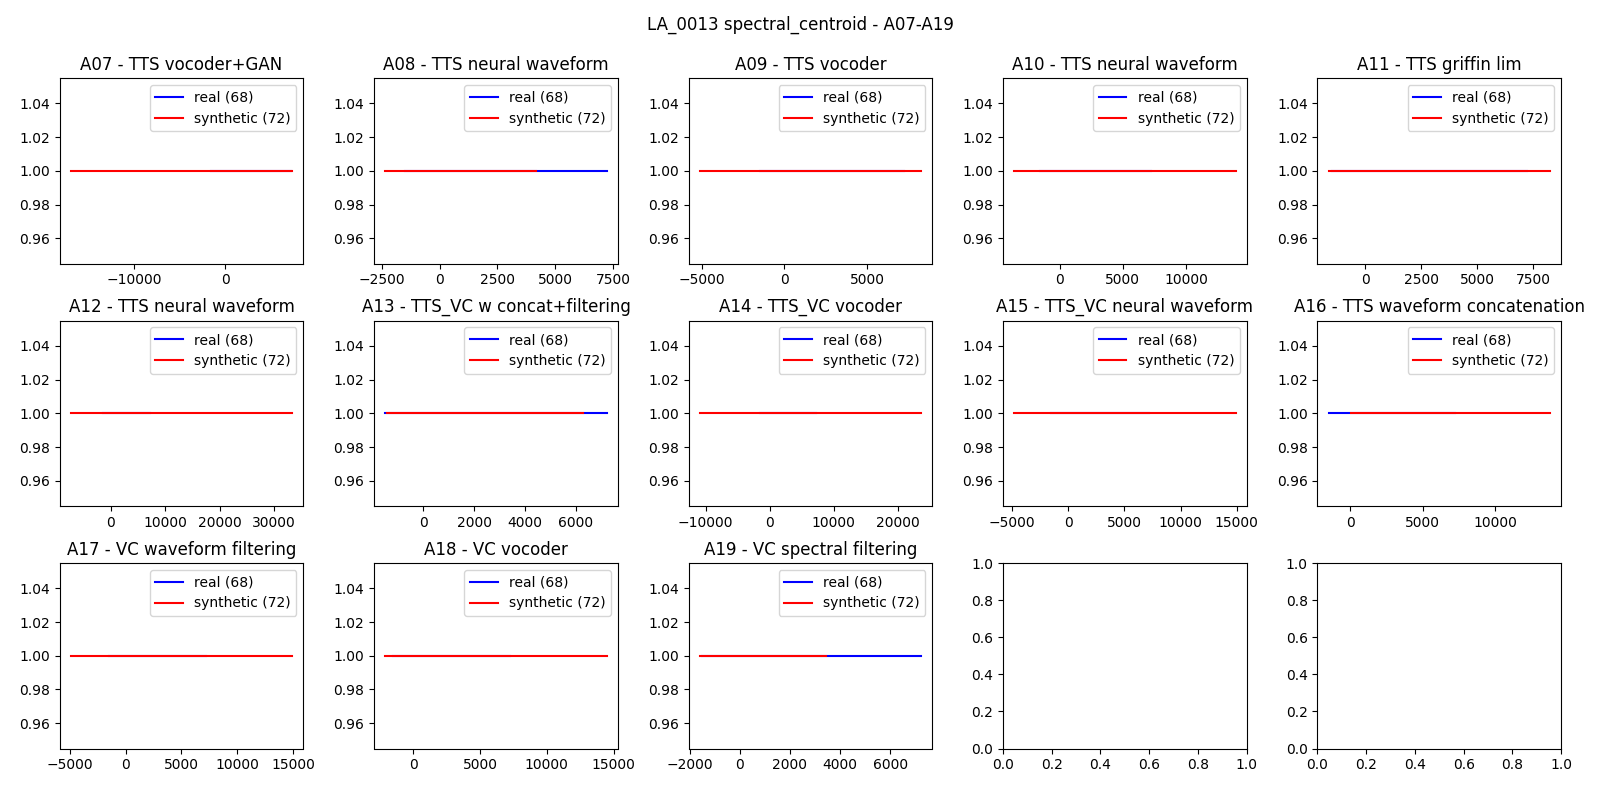 LA_0013 spectral_centroid - A07-A19
A07 - TTS vocoder+GAN
real (68)
synthetic (72)
1.04
1.02
1.00
0.98
0.96
−10000 0
A08 - TTS neural waveform
real (68)
synthetic (72)
1.04
1.02
1.00
0.98
0.96
−2500 0 2500 5000 7500
A09 - TTS vocoder
real (68)
synthetic (72)
1.04
1.02
1.00
0.98
0.96
−5000 0 5000
A10 - TTS neural waveform
real (68)
synthetic (72)
1.04
1.02
1.00
0.98
0.96
0 5000 10000
A11 - TTS griffin lim
real (68)
synthetic (72)
1.04
1.02
1.00
0.98
0.96
0 2500 5000 7500
A12 - TTS neural waveform
real (68)
synthetic (72)
1.04
1.02
1.00
0.98
0.96
0 10000 20000 30000
A13 - TTS_VC w concat+filtering
real (68)
synthetic (72)
1.04
1.02
1.00
0.98
0.96
0 2000 4000 6000
A14 - TTS_VC vocoder
real (68)
synthetic (72)
1.04
1.02
1.00
0.98
0.96
−10000 0 10000 20000
A15 - TTS_VC neural waveform
real (68)
synthetic (72)
1.04
1.02
1.00
0.98
0.96
−5000 0 5000 10000 15000
A16 - TTS waveform concatenation
real (68)
synthetic (72)
1.04
1.02
1.00
0.98
0.96
0 5000 10000
A17 - VC waveform filtering
real (68)
synthetic (72)
1.04
1.02
1.00
0.98
0.96
−5000 0 5000 10000 15000
A18 - VC vocoder
real (68)
synthetic (72)
1.04
1.02
1.00
0.98
0.96
0 5000 10000 15000
A19 - VC spectral filtering
real (68)
synthetic (72)
1.04
1.02
1.00
0.98
0.96
−2000 0 2000 4000 6000
1.0
0.8
0.6
0.4
0.2
0.0
0.0 0.2 0.4 0.6 0.8 1.0
1.0
0.8
0.6
0.4
0.2
0.0
0.0 0.2 0.4 0.6 0.8 1.0